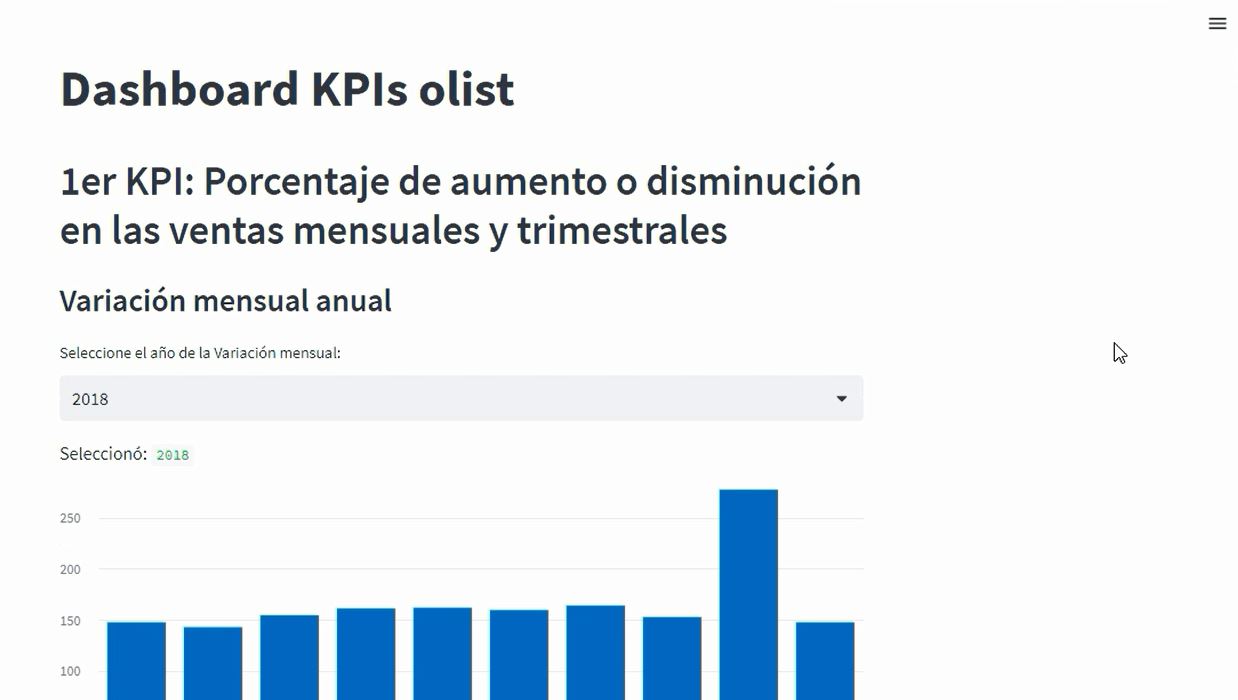 Dashboard KPIs olist
1er KPI: Porcentaje de aumento o disminución
en las ventas mensuales y trimestrales
Variación mensual anual
Seleccione el año de la Variación mensual:
2018
Seleccionó: 2018
250
200
150
100